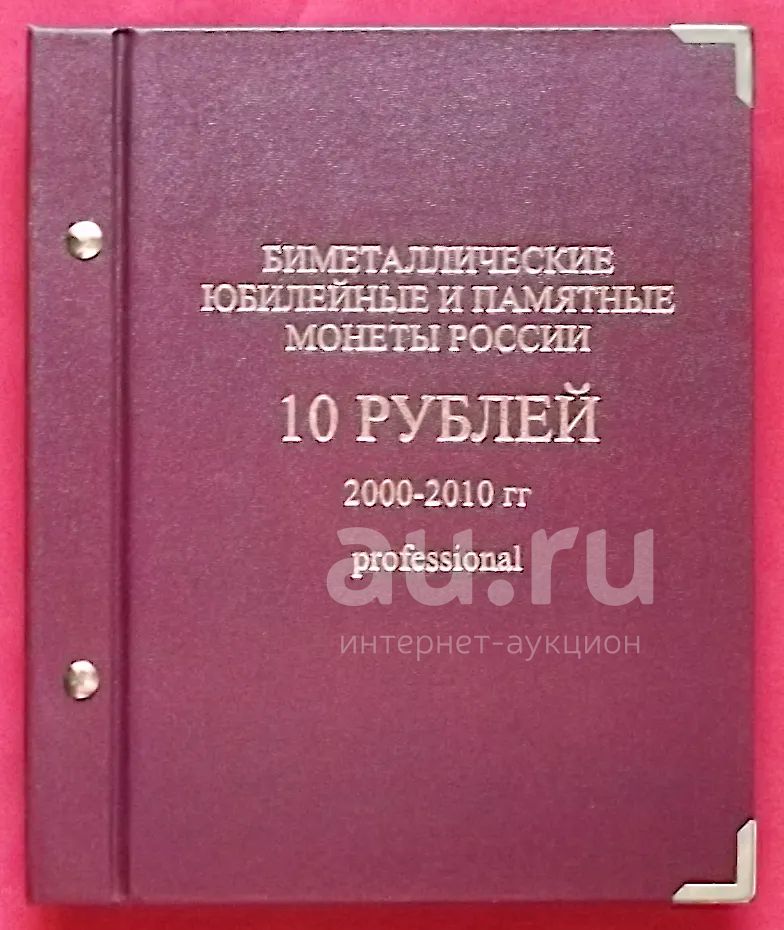 БИМЕТАЛЛИЧЕСКИЕ
ЮБИЛЕЙНЫЕ И ПАМЯТНЫЕ
МОНЕТЫ РОССИИ
10 РУБЛЕЙ
2000-2010 гг
professional
au.ru
интернет-аукцион